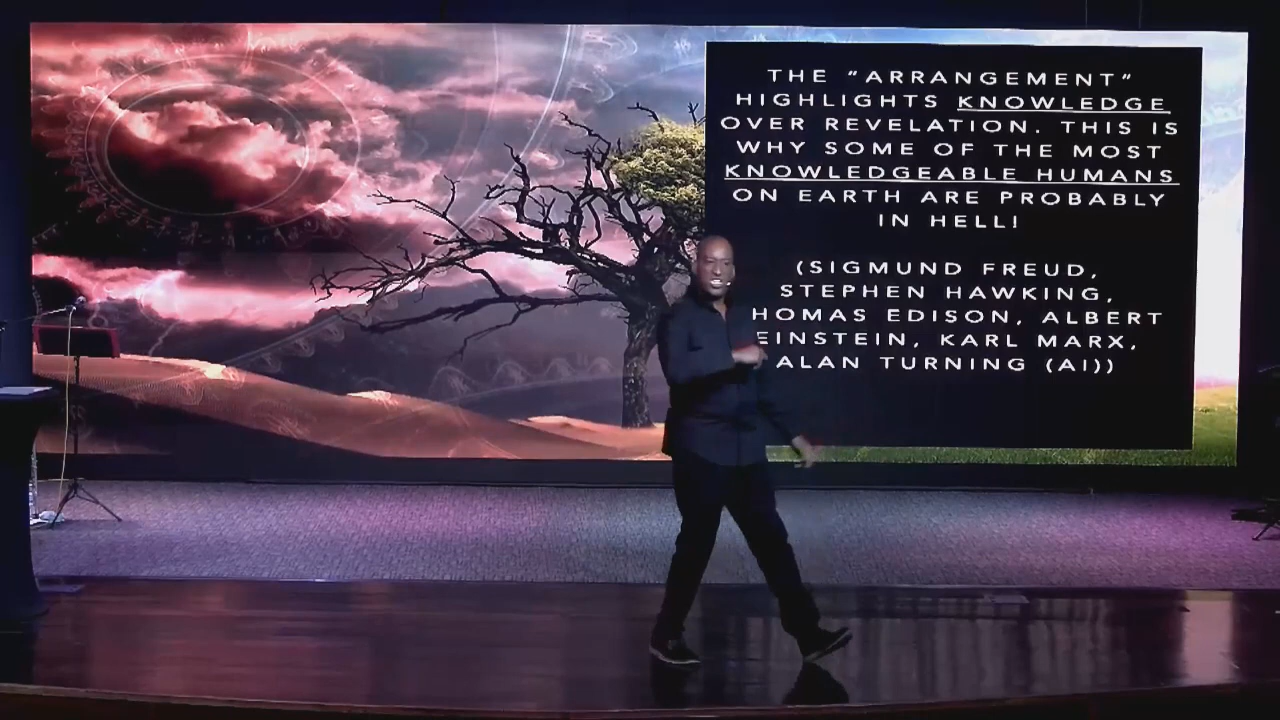 THE "ARRANGEMENT"
HIGHLIGHTS KNOWLEDGE
OVER REVELATION. THIS IS
WHY SOME OF THE MOST
KNOWLEDGEABLE HUMANS
ON EARTH ARE PROBABLY
IN HELL!
(SIGMUND FREUD,
STEPHEN HAWKING,
HOMAS EDISON, ALBERT
EINSTEIN, KARL MARX,
ALAN TURNING (AI))